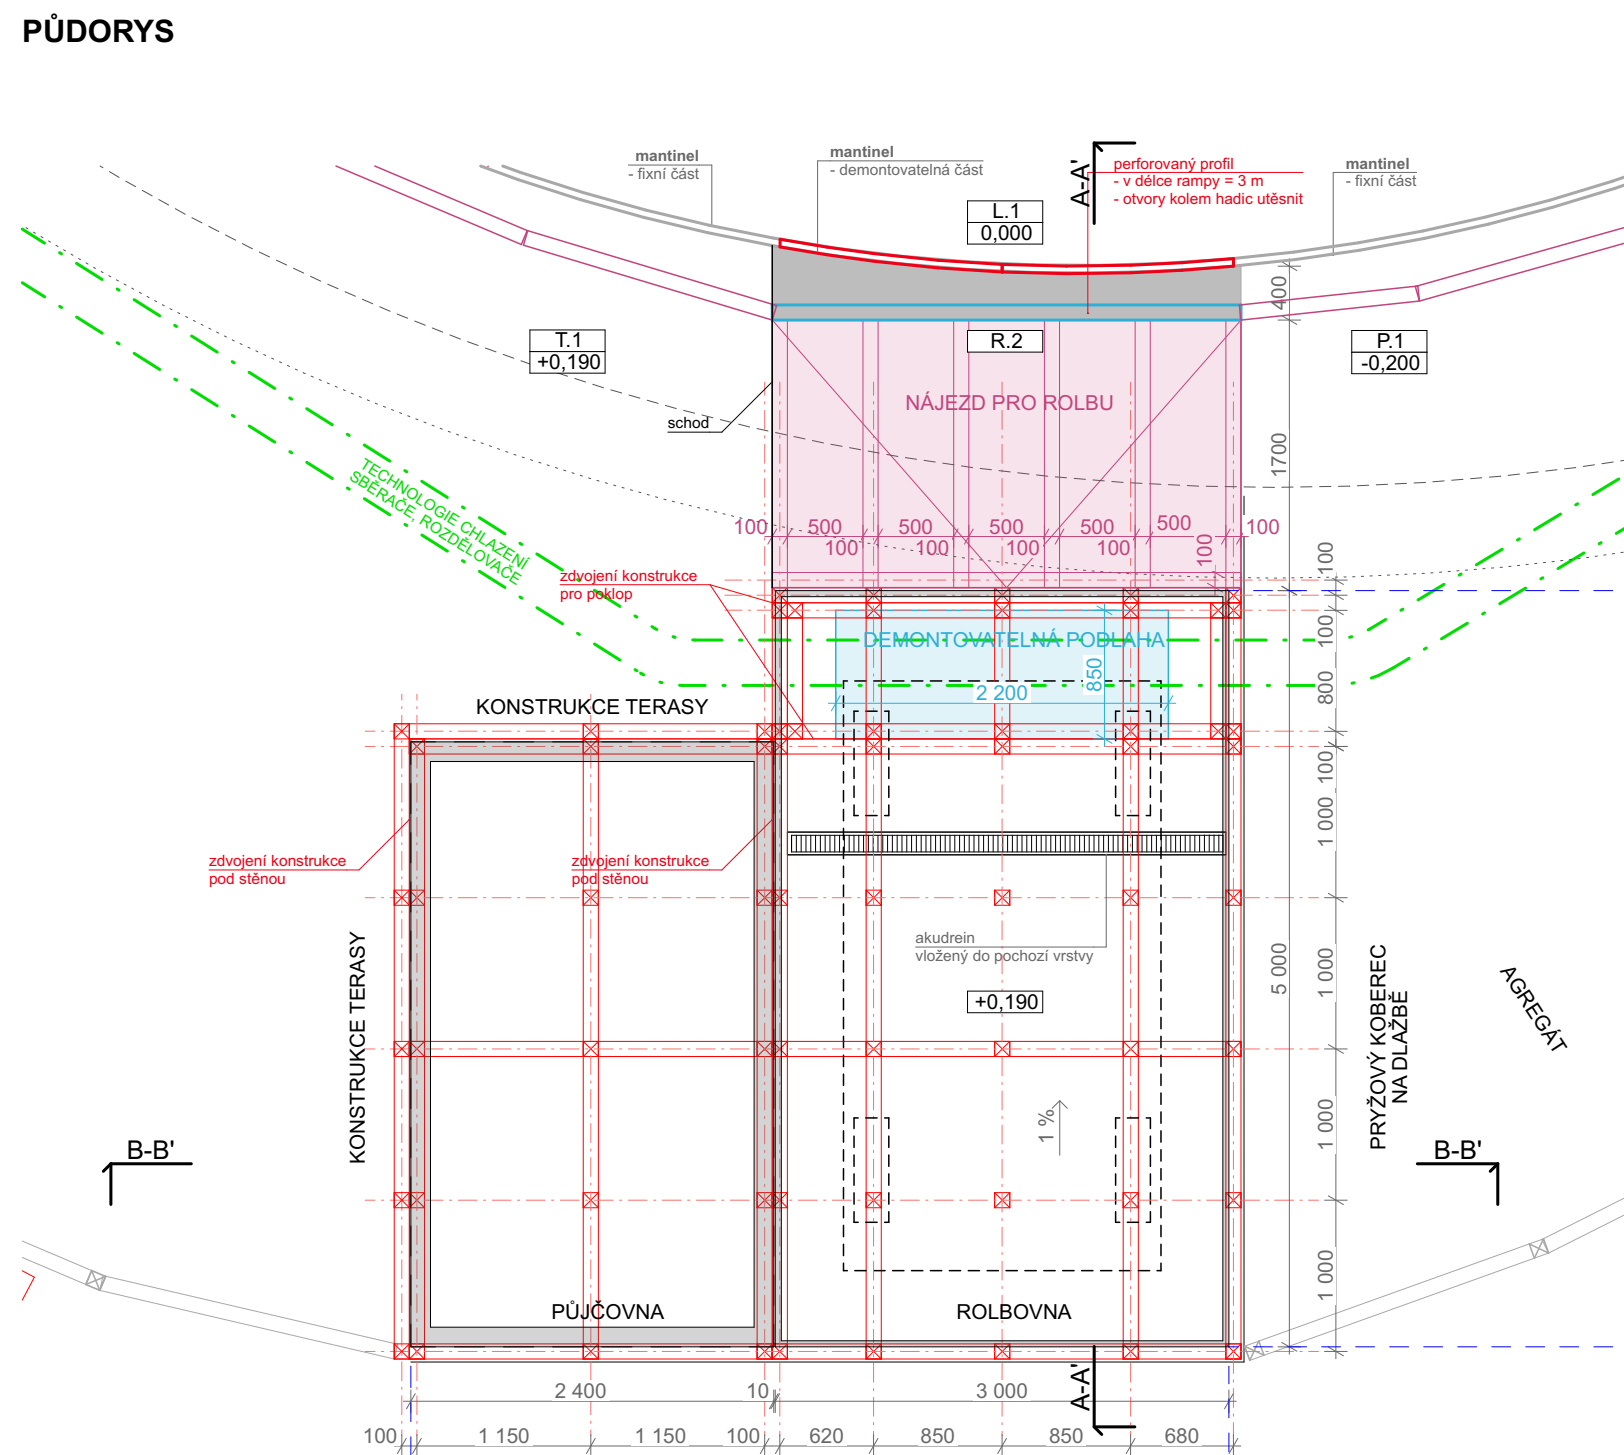 PŮDORYS
mantinel
- fixní část
mantinel
- demontovatelná část
A-A'
perforovaný profil
- v délce rampy = 3 m
- otvory kolem hadic utěsnit
mantinel
- fixní část
L.1
0,000
400
T.1
+0,190
R.2
P.1
-0,200
NÁJEZD PRO ROLBU
schod
1700
TECHNOLOGIE CHLAZENÍ
SBĚRAČE, ROZDĚLOVAČE
100
500
500
500
500
500
100
100
100
100
100
100
100
zdvojení konstrukce
pro poklop
DEMONTOVATELNÁ PODLAHA
850
2 200
100
800
KONSTRUKCE TERASY
100
1 000
zdvojení konstrukce
pod stěnou
zdvojení konstrukce
pod stěnou
akudrein
vložený do pochozí vrstvy
+0,190
5 000
1 000
KONSTRUKCE TERASY
PRYŽOVÝ KOBEREC
NA DLAŽBĚ
AGREGÁT
1 %
1 000
B-B'
B-B'
1 000
PŮJČOVNA
ROLBOVNA
A-A'
2 400
10
3 000
100
1 150
1 150
100
620
850
850
680